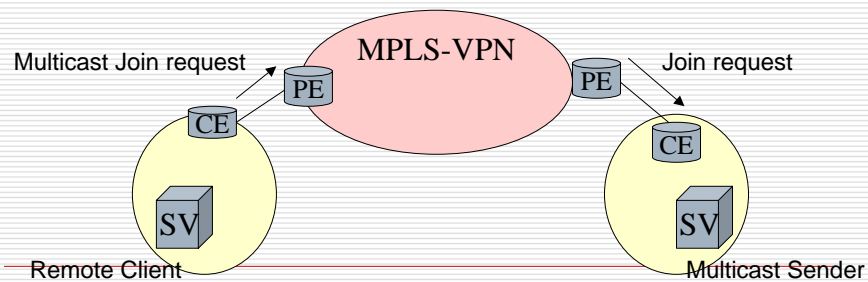 MPLS-VPN
Multicast Join request
Join request
PE
PE
CE
CE
SV
SV
Remote Client
Multicast Sender